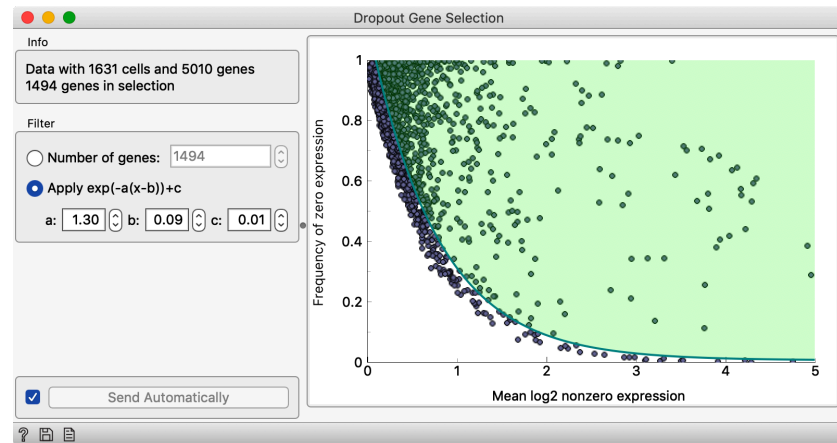 Dropout Gene Selection
Info
Data with 1631 cells and 5010 genes
1494 genes in selection
Filter
Number of genes: 1494
Apply exp(-a(x-b))+c
a: 1.30 b: 0.09 c: 0.01
Send Automatically
Frequency of zero expression
1
0.8
0.6
0.4
0.2
0
0 1 2 3 4 5
Mean log2 nonzero expression
?